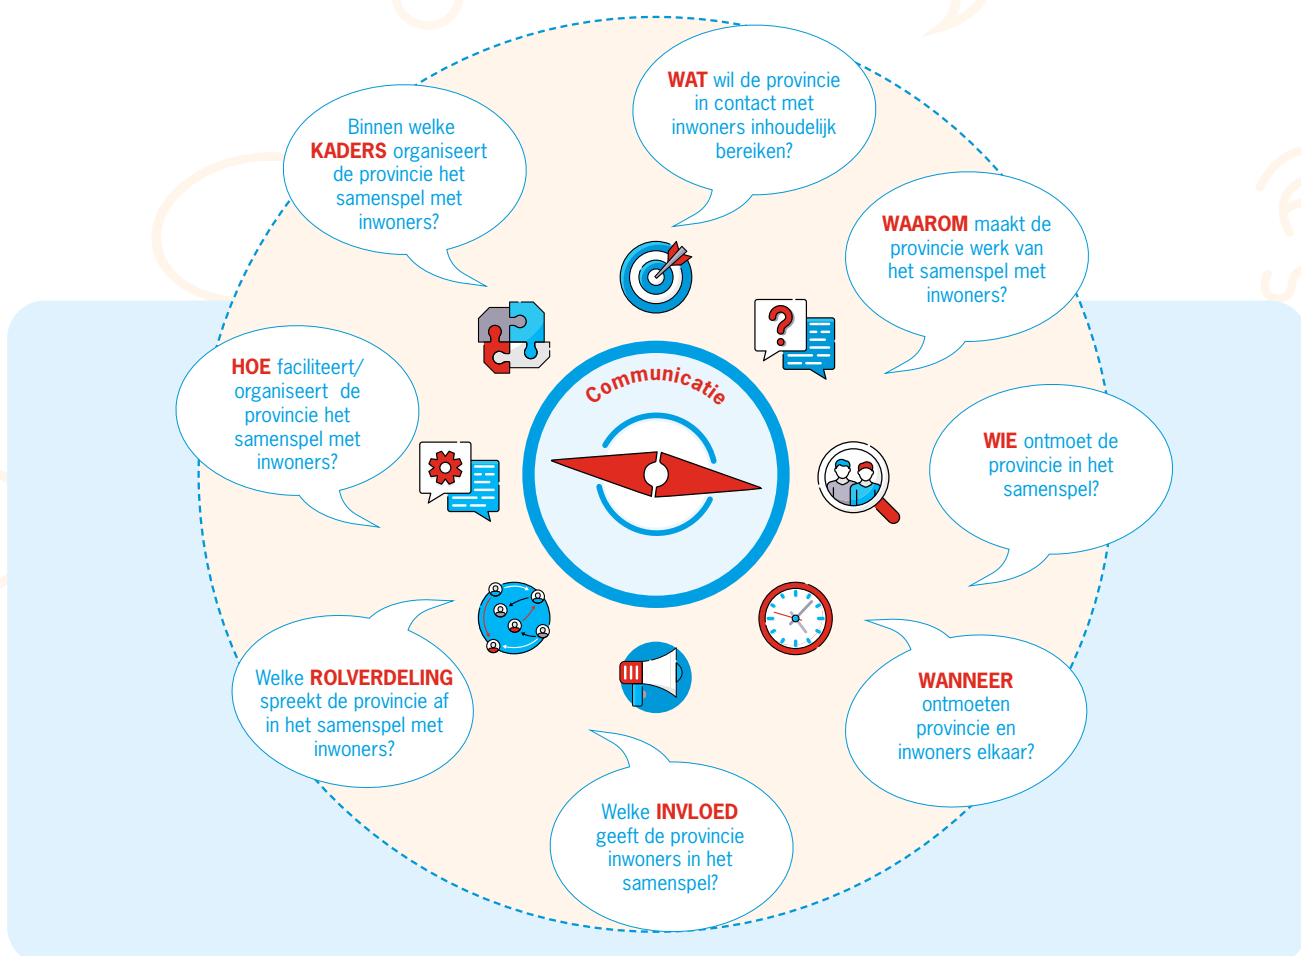 WAT wil de provincie
in contact met
inwoners inhoudelijk
bereiken?
WAAROM maakt de
provincie werk van
het samenspel met
inwoners?
WIE ontmoet de
provincie in het
samenspel?
WANNEER
ontmoeten
provincie en
inwoners elkaar?
Welke INVLOED
geeft de provincie
inwoners in het
samenspel?
Welke ROLVERDELING
spreekt de provincie af
in het samenspel met
inwoners?
HOE faciliteert/
organiseert de
provincie het
samenspel met
inwoners?
Binnen welke
KADERS organiseert
de provincie het
samenspel met
inwoners?
Communicatie
?